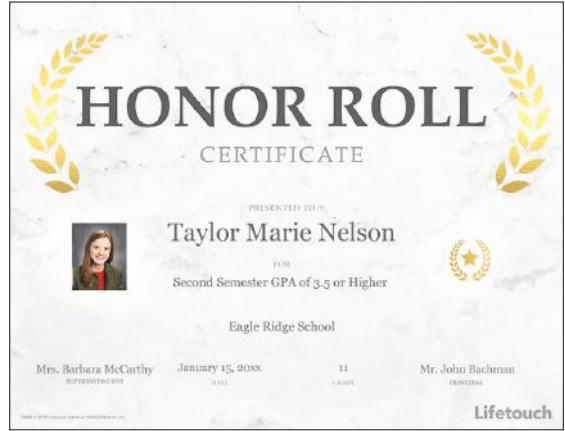 HONOR ROLL
CERTIFICATE
PRESENTED TO
Taylor Marie Nelson
FOR
Second Semester GPA of 3.5 or Higher
Eagle Ridge School
Mrs. Barbara McCarthy January 15, 20xx 11 Mr. John Bachman
SUPERINTENDENT DATE GRADE PRINCIPAL
Lifetouch